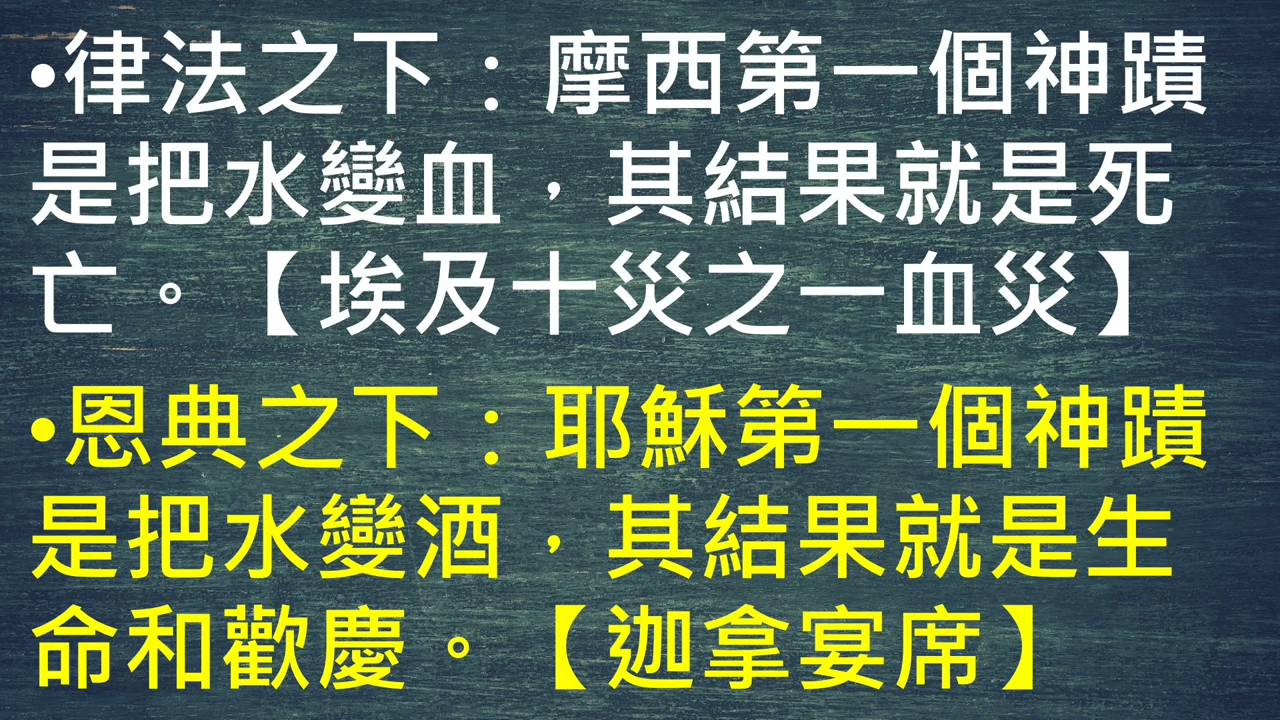 •律法之下：摩西第一個神蹟
是把水變血，其結果就是死
亡。【埃及十災之一血災】
•恩典之下：耶穌第一個神蹟
是把水變酒，其結果就是生
命和歡慶。【迦拿宴席】